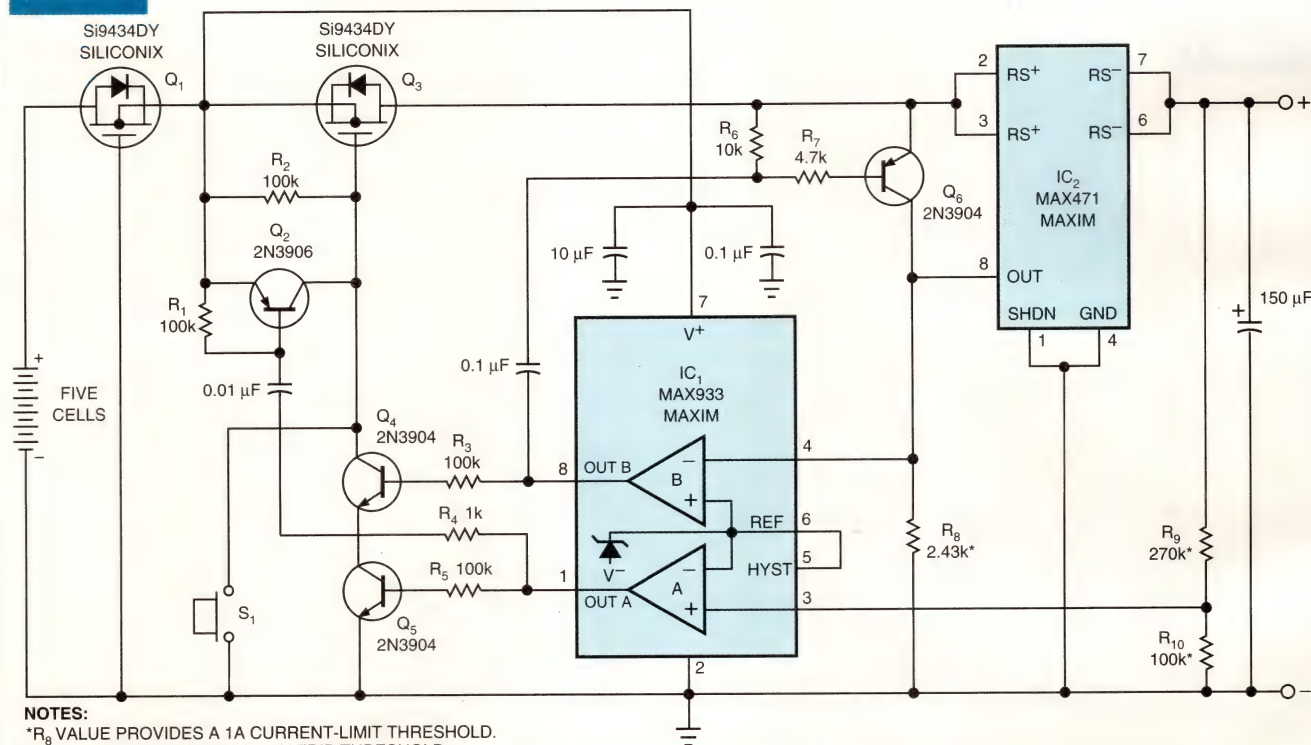 Si9434DY
SILICONIX
Q1
Si9434DY
SILICONIX
Q3
R2
100k
Q2
2N3906
R1
100k
+
FIVE
CELLS
−
0.01 µF
S1
Q4
2N3904
R3
100k
R4 1k
R5 100k
Q5
2N3904
0.1 µF
10 µF
0.1 µF
R6
10k
R7
4.7k
Q6
2N3904
7
V+
IC1
MAX933
MAXIM
8
OUT B
B
−
+
REF
6
5
HYST
V−
A
−
+
1
OUT A
4
3
2
2
RS+
RS−
7
3
RS+
RS−
6
IC2
MAX471
MAXIM
8
OUT
SHDN
GND
1
4
+
+
150 µF
R8
2.43k*
R9
270k*
R10
100k*
−
NOTES:
*R8 VALUE PROVIDES A 1A CURRENT-LIMIT THRESHOLD.
TRIP THRESHOLD.